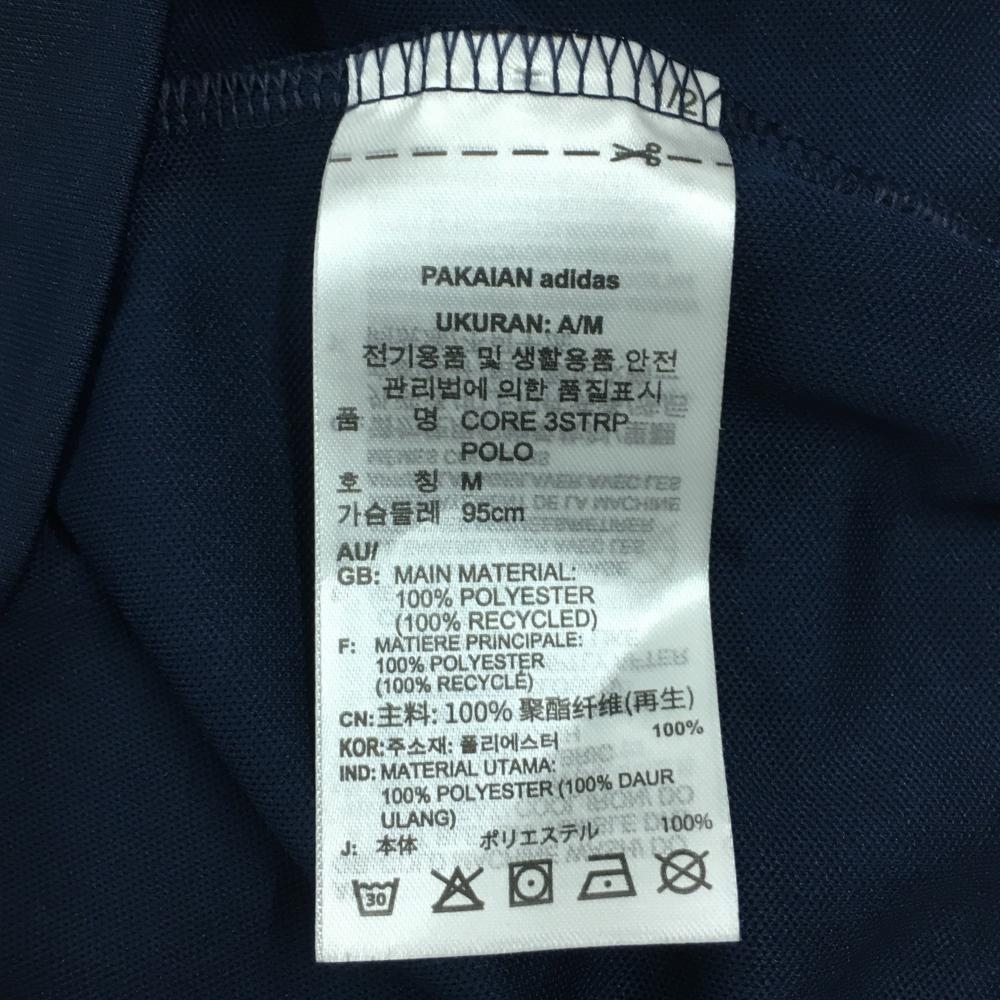 /2
PAKAIAN adidas
UKURAN: A/M
전기용품 및 생활용품 안전
관리법에 의한 품질표시
품 명 CORE 3STRP
POLO
호 칭 M
가슴둘레 95cm
AU/
GB: MAIN MATERIAL:
100% POLYESTER
(100% RECYCLED)
F: MATIERE PRINCIPALE:
100% POLYESTER
(100% RECYCLÉ)
CN: 主料: 100% 聚酯纤维(再生)
KOR: 주소재: 폴리에스터 100%
IND: MATERIAL UTAMA:
100% POLYESTER (100% DAUR
ULANG)
J: 本体 ポリエステル 100%
30